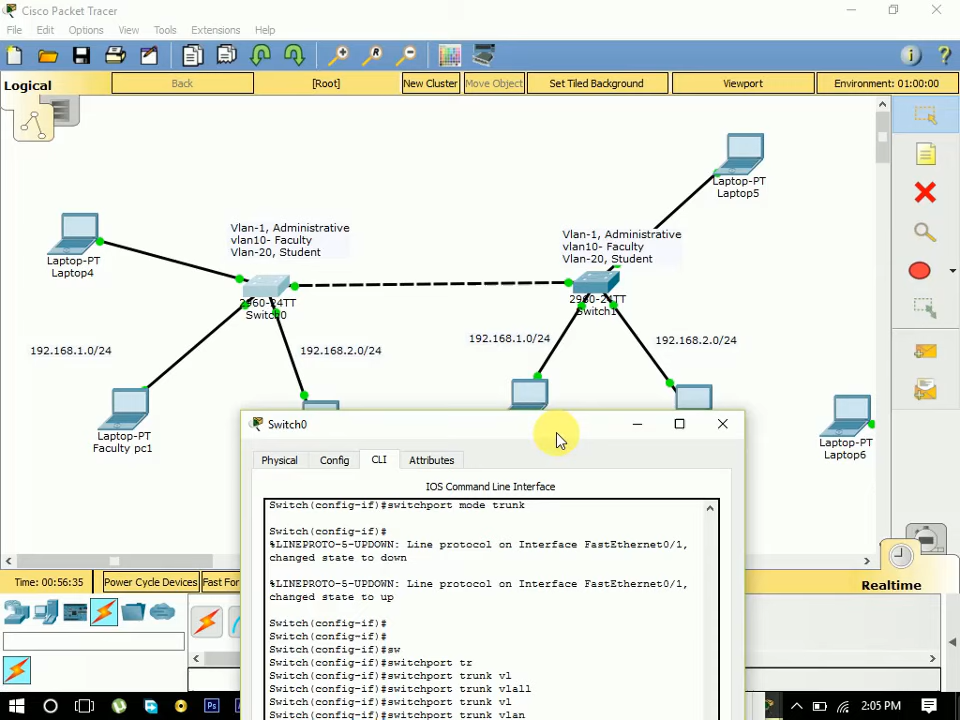 Cisco Packet Tracer
File Edit Options View Tools Extensions Help
Logical
Back
[Root]
New Cluster
Move Object
Set Tiled Background
Viewport
Environment: 01:00:00
Laptop-PT
Laptop5
Vlan-1, Administrative
vlan10- Faculty
Vlan-20, Student
Vlan-1, Administrative
vlan10- Faculty
Vlan-20, Student
Laptop-PT
Laptop4
2960-24TT
Switch0
2960-24TT
Switch1
192.168.1.0/24
192.168.2.0/24
192.168.1.0/24
192.168.2.0/24
Laptop-PT
Faculty pc1
Laptop-PT
Laptop6
Switch0
Physical Config CLI Attributes
IOS Command Line Interface
Switch(config-if)#switchport mode trunk
Switch(config-if)#
%LINEPROTO-5-UPDOWN: Line protocol on Interface FastEthernet0/1,
changed state to down
%LINEPROTO-5-UPDOWN: Line protocol on Interface FastEthernet0/1,
changed state to up
Switch(config-if)#
Switch(config-if)#
Switch(config-if)#sw
Switch(config-if)#switchport tr
Switch(config-if)#switchport trunk vl
Switch(config-if)#switchport trunk vlall
Switch(config-if)#switchport trunk vl
Switch(config-if)#switchport trunk vlan
Time: 00:56:35
Power Cycle Devices
Fast For
Realtime
2:05 PM